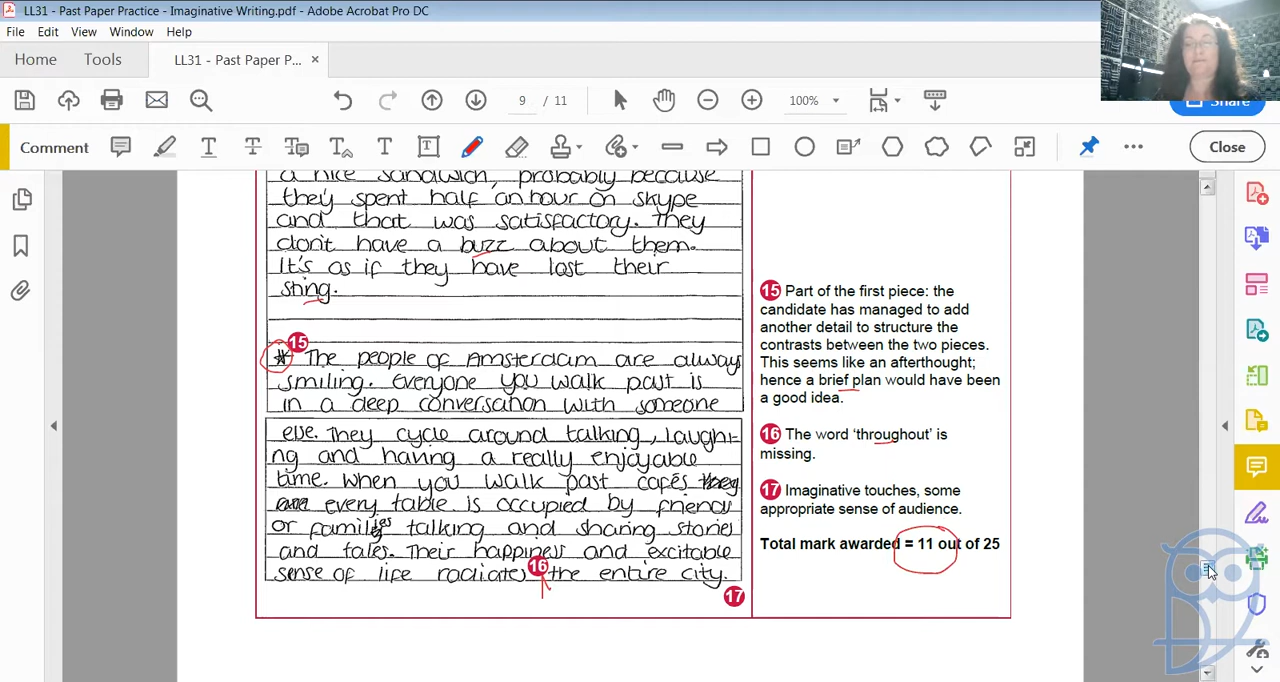 LL31 - Past Paper Practice - Imaginative Writing.pdf - Adobe Acrobat Pro DC
File Edit View Window Help
Home Tools LL31 - Past Paper P... ×
9 / 11 100%
Share
Comment Close
a nice sandwich, probably because
they spent half an hour on skype
and that was satisfactory. They
don't have a buzz about them.
It's as if they have lost their
sting.
15
* The people of Amsterdam are always
smiling. Everyone you walk past is
in a deep conversation with someone
else. They cycle around talking, laughi-
ng and having a really enjoyable
time. When you walk past cafés
every table is occupied by friends
or families talking and sharing stories
and tales. Their happiness and excitable
16
sense of life radiates the entire city.
17
15 Part of the first piece: the
candidate has managed to add
another detail to structure the
contrasts between the two pieces.
This seems like an afterthought;
hence a brief plan would have been
a good idea.
16 The word ‘throughout’ is
missing.
17 Imaginative touches, some
appropriate sense of audience.
Total mark awarded = 11 out of 25